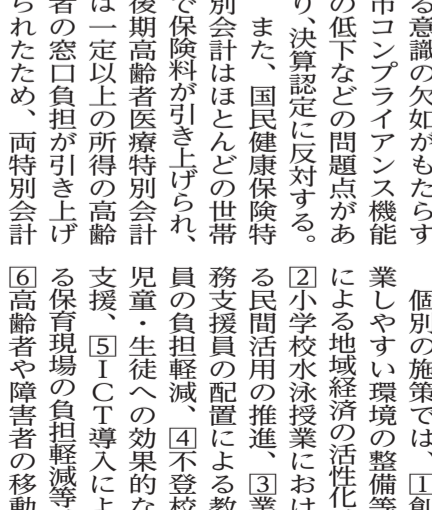 る意識の欠如がもたらす
市コンプライアンス機能
の低下などの問題点があ
り、決算認定に反対する。
また、国民健康保険特
別会計はほとんどの世帯
で保険料が引き上げられ、
後期高齢者医療特別会計
は一定以上の所得の高齢
者の窓口負担が引き上げ
られたため、両特別会計
個別の施策では、1創
業しやすい環境の整備等
による地域経済の活性化
2小学校水泳授業におけ
る民間活用の推進、3業
務支援員の配置による教
員の負担軽減、4不登校
児童・生徒への効果的な
支援、5ICT導入によ
る保育現場の負担軽減等
6高齢者や障害者の移動